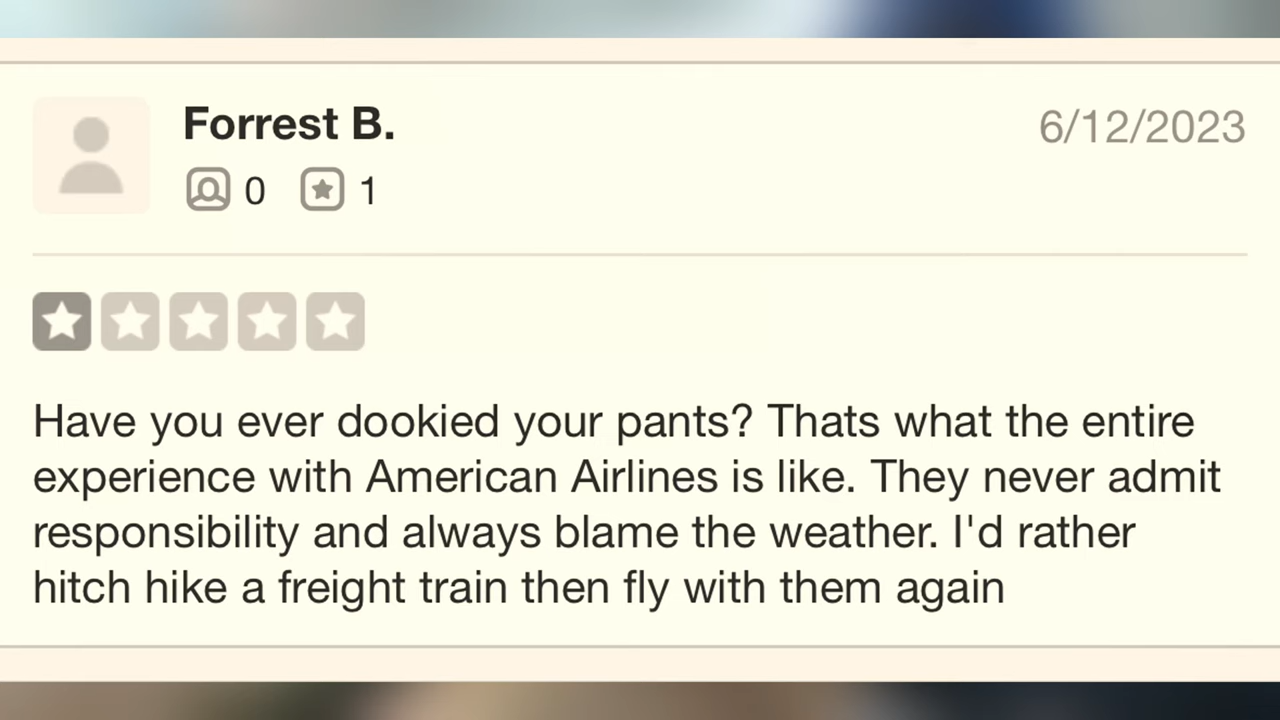 Forrest B.
6/12/2023
0 1
Have you ever dookied your pants? Thats what the entire
experience with American Airlines is like. They never admit
responsibility and always blame the weather. I'd rather
hitch hike a freight train then fly with them again